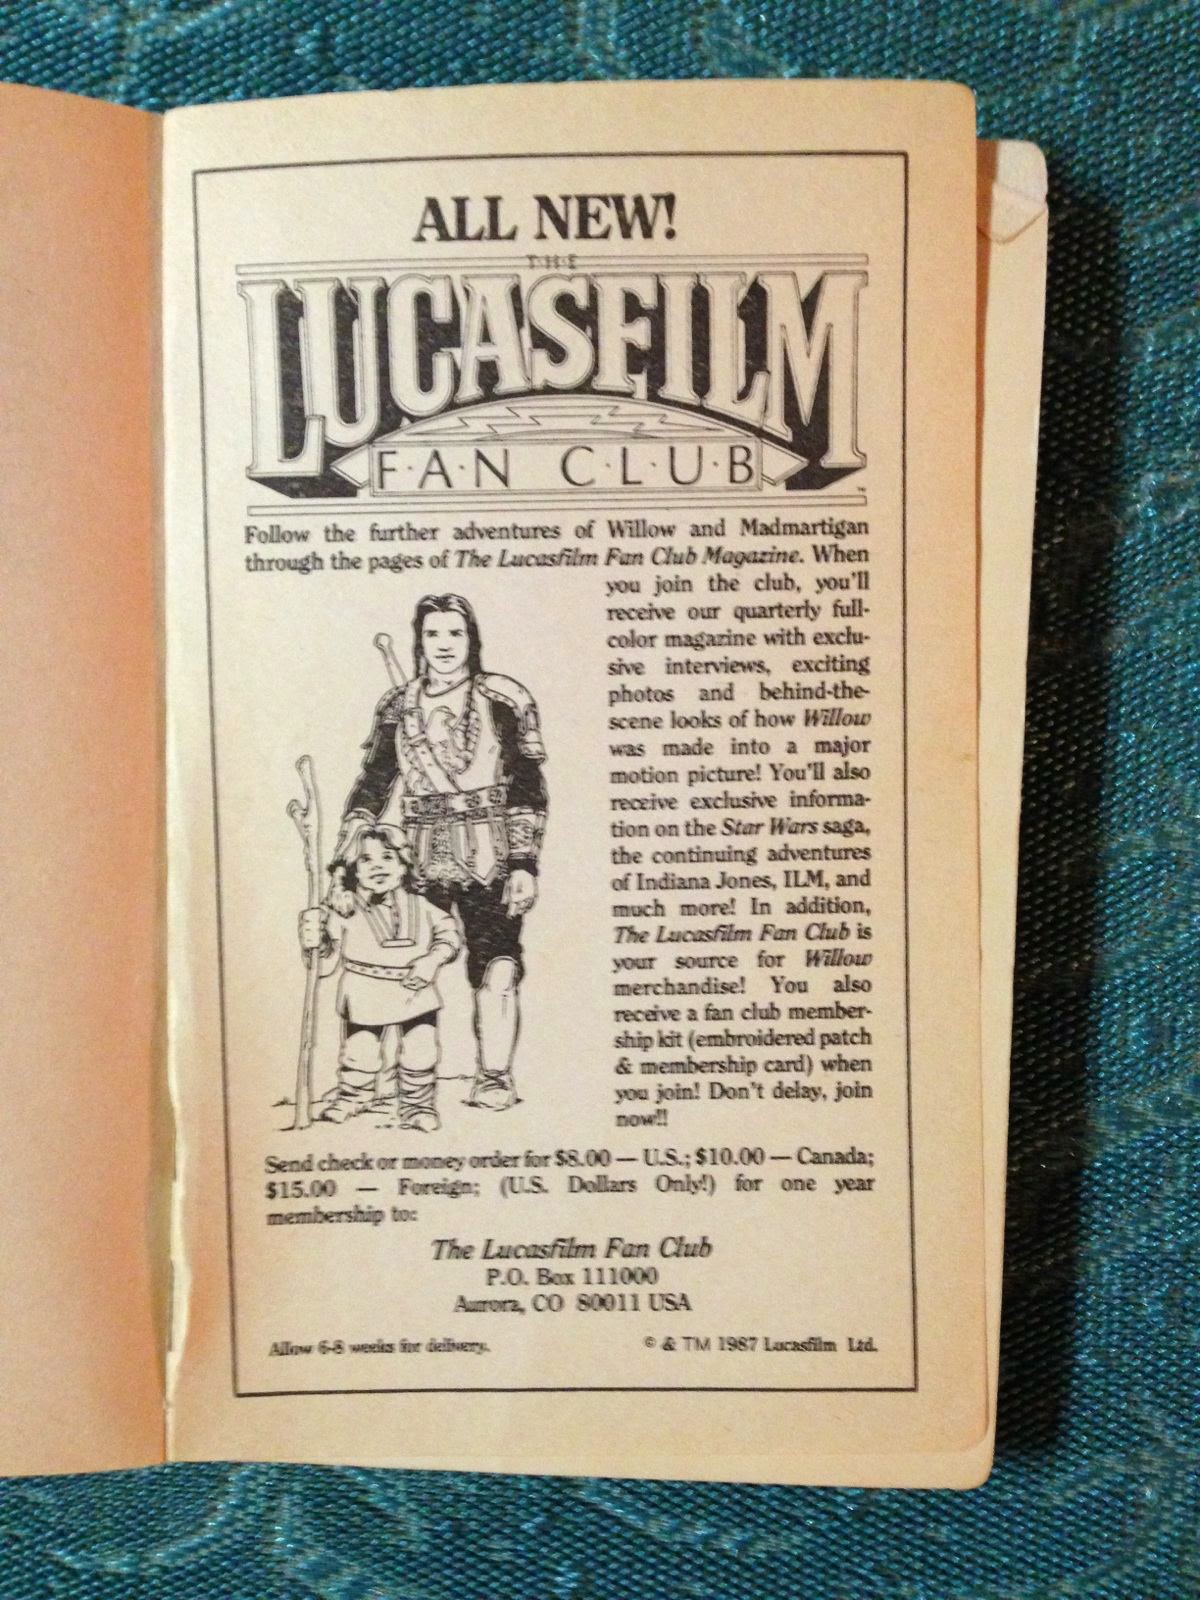 ALL NEW!
THE
LUCASFILM
F·A·N C·L·U·B
™
Follow the further adventures of Willow and Madmartigan
through the pages of The Lucasfilm Fan Club Magazine. When
you join the club, you'll
receive our quarterly full-
color magazine with exclu-
sive interviews, exciting
photos and behind-the-
scene looks of how Willow
was made into a major
motion picture! You'll also
receive exclusive informa-
tion on the Star Wars saga,
the continuing adventures
of Indiana Jones, ILM, and
much more! In addition,
The Lucasfilm Fan Club is
your source for Willow
merchandise! You also
receive a fan club member-
ship kit (embroidered patch
& membership card) when
you join! Don't delay, join
now!!
Send check or money order for $8.00 — U.S.; $10.00 — Canada;
$15.00 — Foreign; (U.S. Dollars Only!) for one year
membership to:
The Lucasfilm Fan Club
P.O. Box 111000
Aurora, CO 80011 USA
Allow 6-8 weeks for delivery.
© & TM 1987 Lucasfilm Ltd.